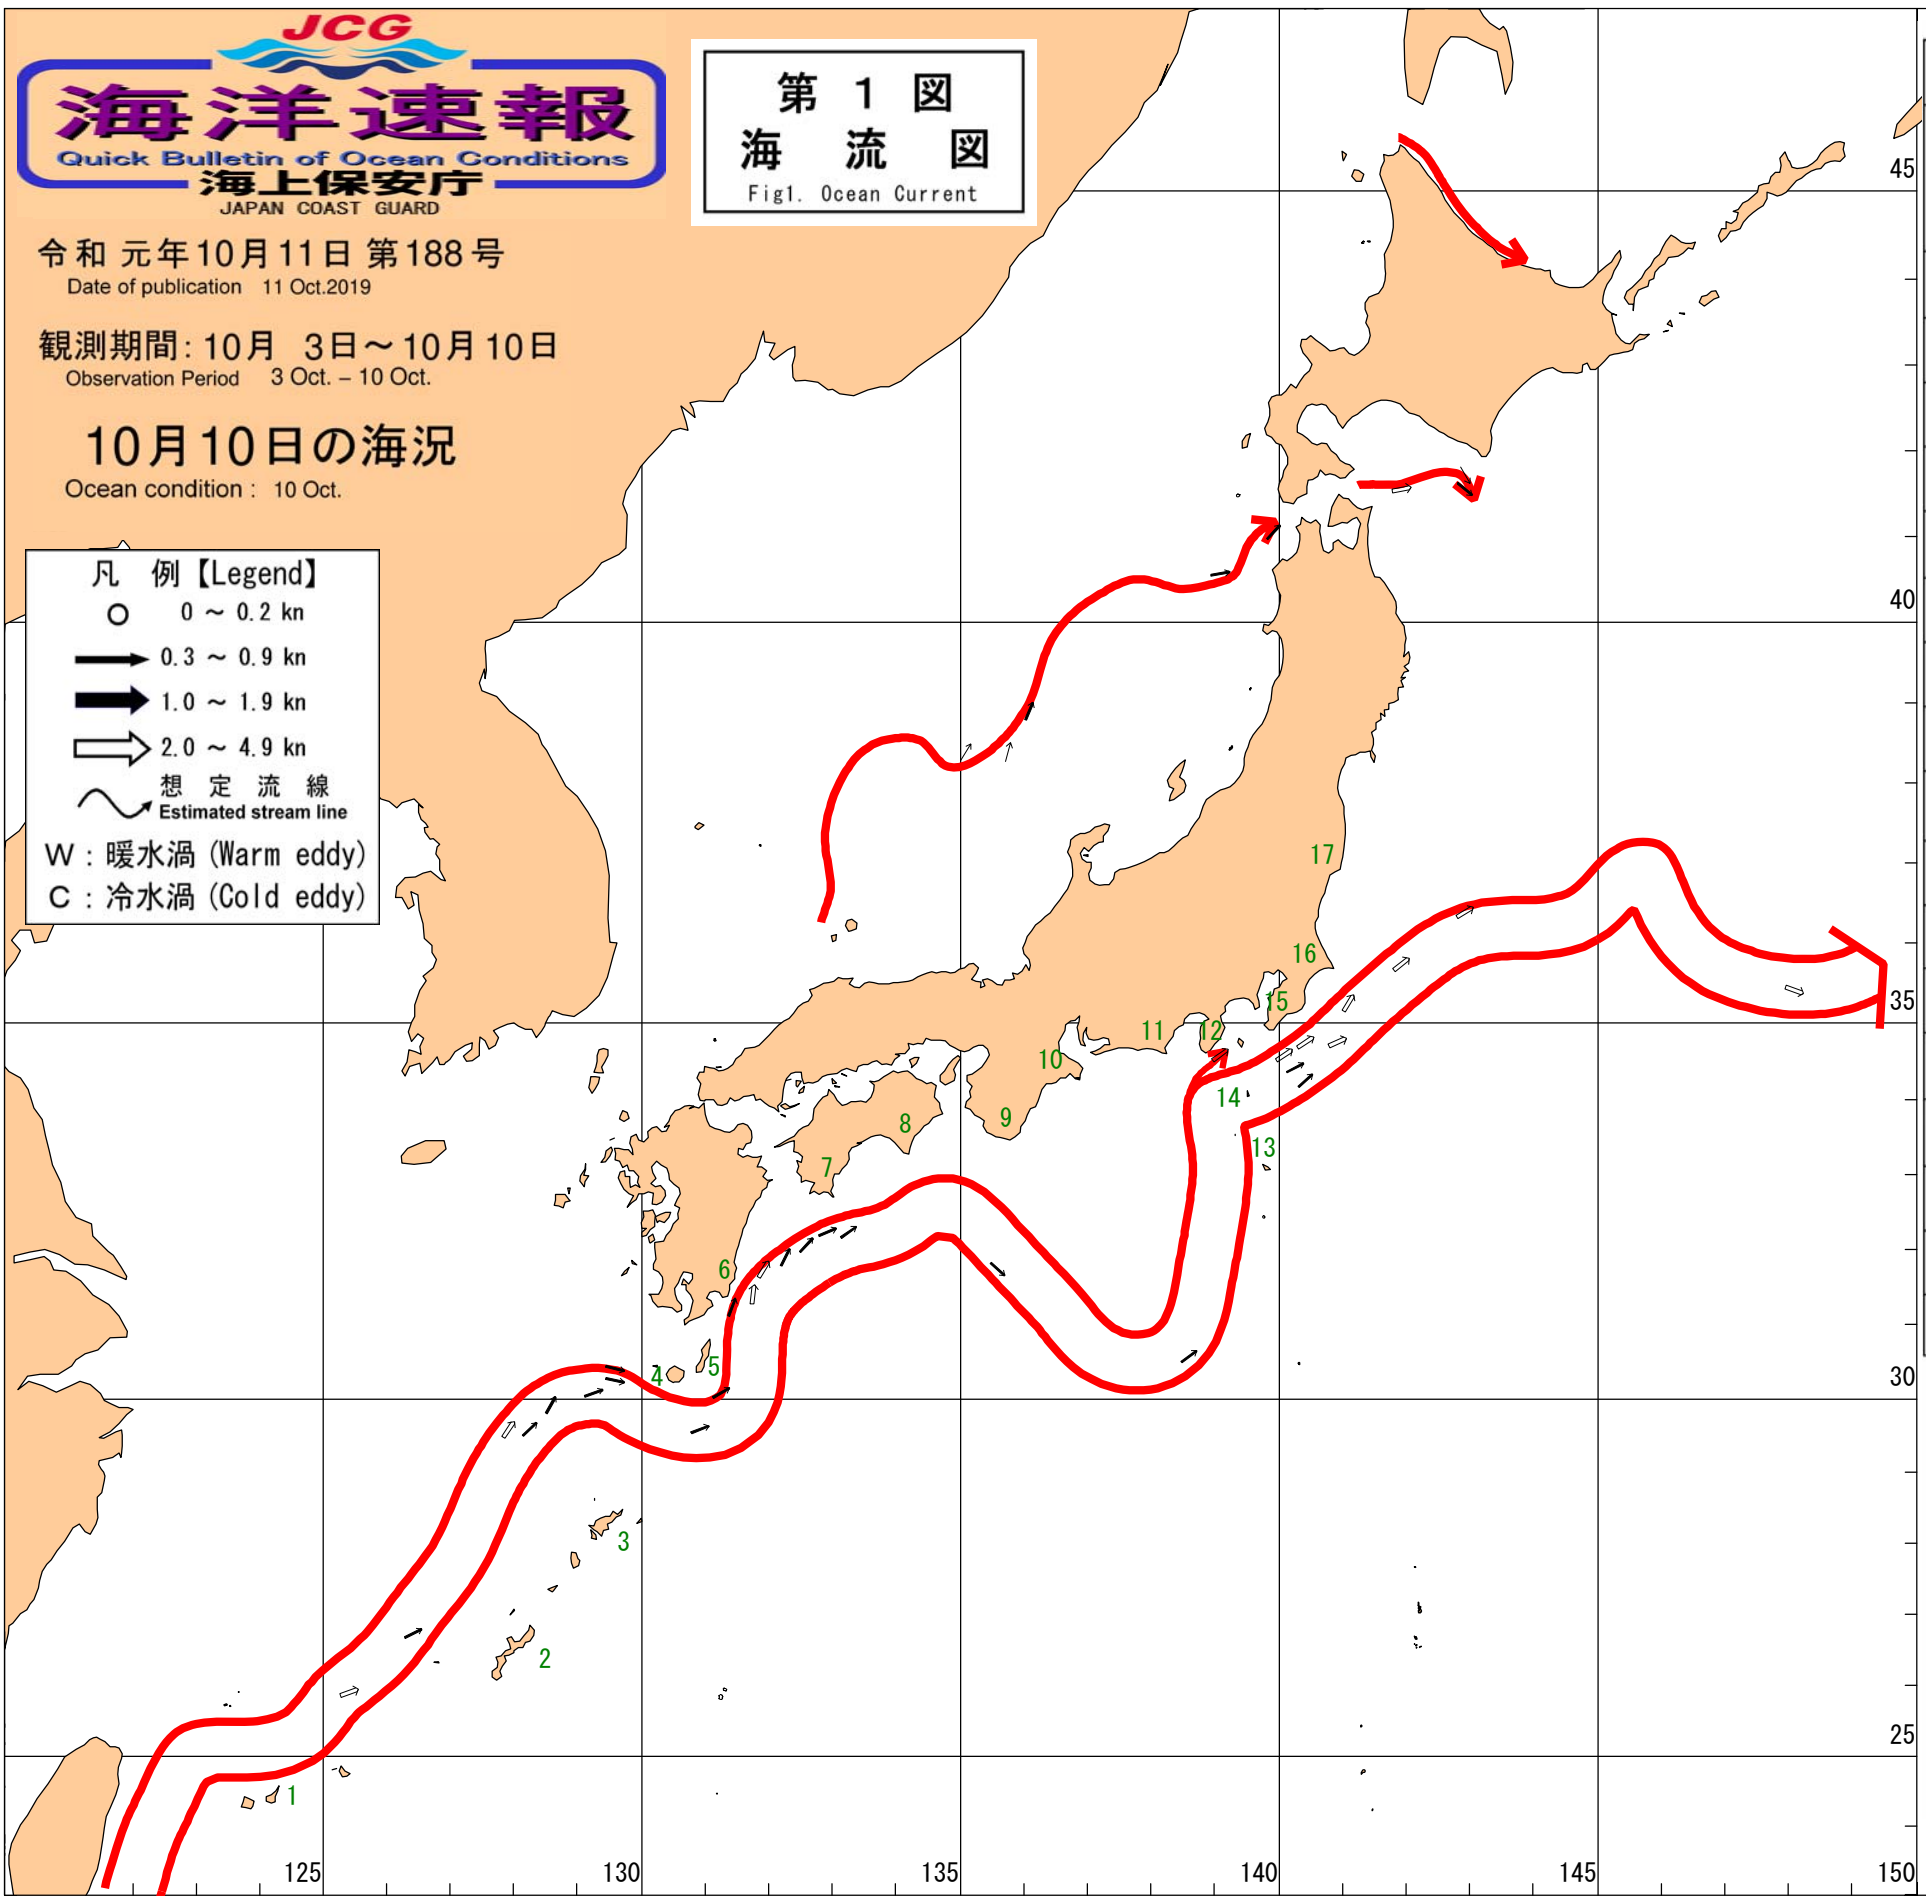 JCG
海洋速報
Quick Bulletin of Ocean Conditions
海上保安庁
JAPAN COAST GUARD
第 1 図
海 流 図
Fig1. Ocean Current
令和 元年10月11日 第188号
Date of publication 11 Oct.2019
観測期間: 10月 3日～10月10日
Observation Period 3 Oct. – 10 Oct.
10月10日の海況
Ocean condition : 10 Oct.
凡 例【Legend】
0 ～ 0.2 kn
0.3 ～ 0.9 kn
1.0 ～ 1.9 kn
2.0 ～ 4.9 kn
想 定 流 線
Estimated stream line
W : 暖水渦 (Warm eddy)
C : 冷水渦 (Cold eddy)
45
40
35
30
25
17
16
15
12
11
10
14
13
9
8
7
6
5
4
3
2
1
125
130
135
140
145
150